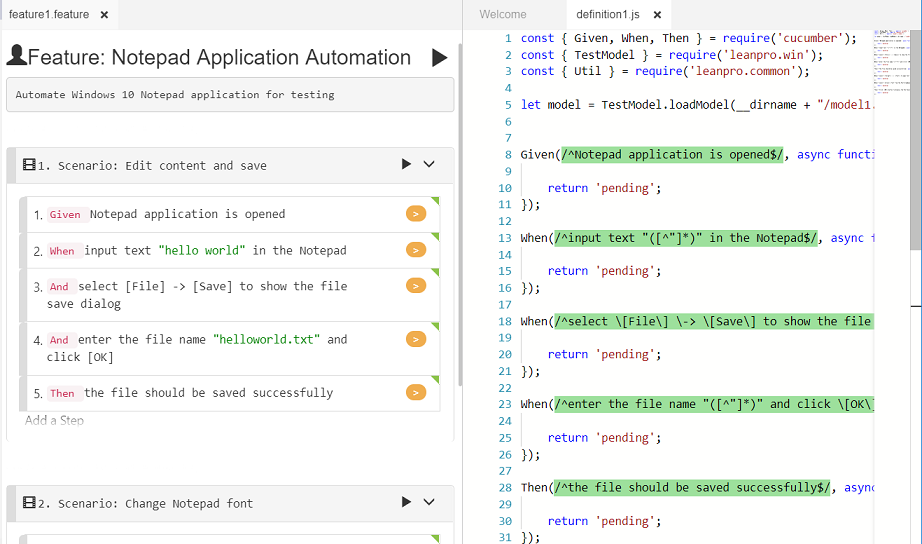 feature1.feature ×
Feature: Notepad Application Automation
Automate Windows 10 Notepad application for testing
1. Scenario: Edit content and save
1. Given Notepad application is opened >
2. When input text "hello world" in the Notepad >
3. And select [File] -> [Save] to show the file >
save dialog
4. And enter the file name "helloworld.txt" and >
click [OK]
5. Then the file should be saved successfully >
Add a Step
2. Scenario: Change Notepad font
Welcome definition1.js ×
1 const { Given, When, Then } = require('cucumber');
2 const { TestModel } = require('leanpro.win');
3 const { Util } = require('leanpro.common');
4
5 let model = TestModel.loadModel(__dirname + "/model1.
6
7
8 Given(/^Notepad application is opened$/, async functi
9
10 return 'pending';
11 });
12
13 When(/^input text "([^"]*)" in the Notepad$/, async f
14
15 return 'pending';
16 });
17
18 When(/^select \[File\] \-> \[Save\] to show the file
19
20 return 'pending';
21 });
22
23 When(/^enter the file name "([^"]*)" and click \[OK\]
24
25 return 'pending';
26 });
27
28 Then(/^the file should be saved successfully$/, async
29
30 return 'pending';
31 });